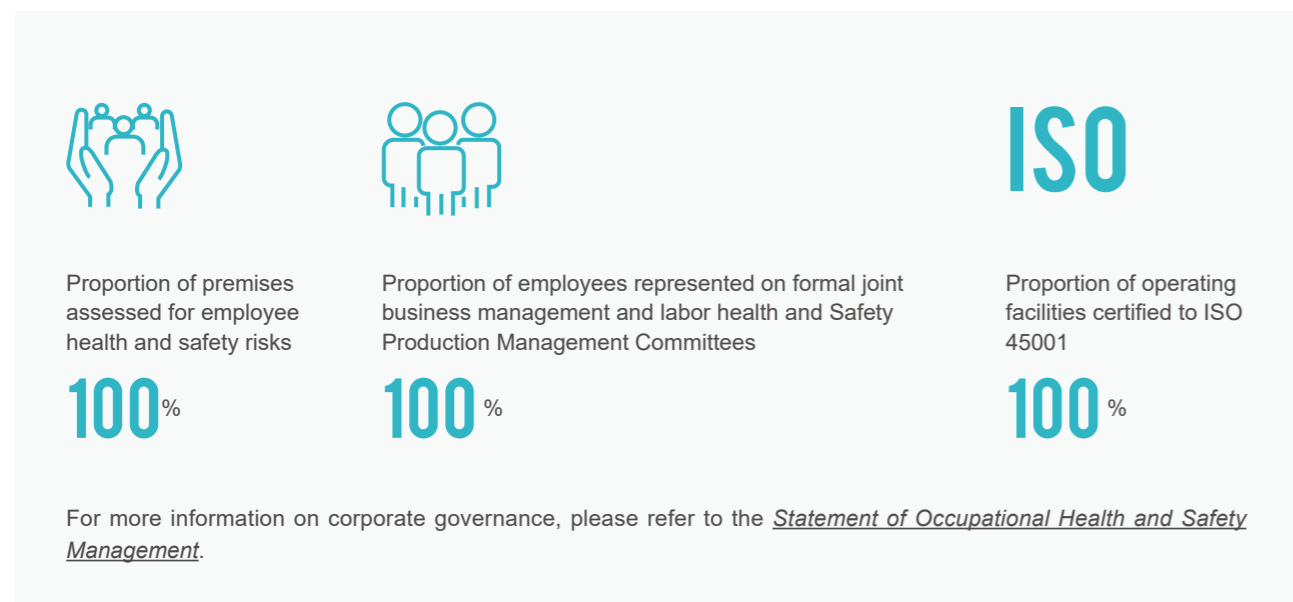 ISO
Proportion of premises
assessed for employee
health and safety risks
100%
Proportion of employees represented on formal joint
business management and labor health and Safety
Production Management Committees
100 %
Proportion of operating
facilities certified to ISO
45001
100 %
For more information on corporate governance, please refer to the Statement of Occupational Health and Safety
Management.